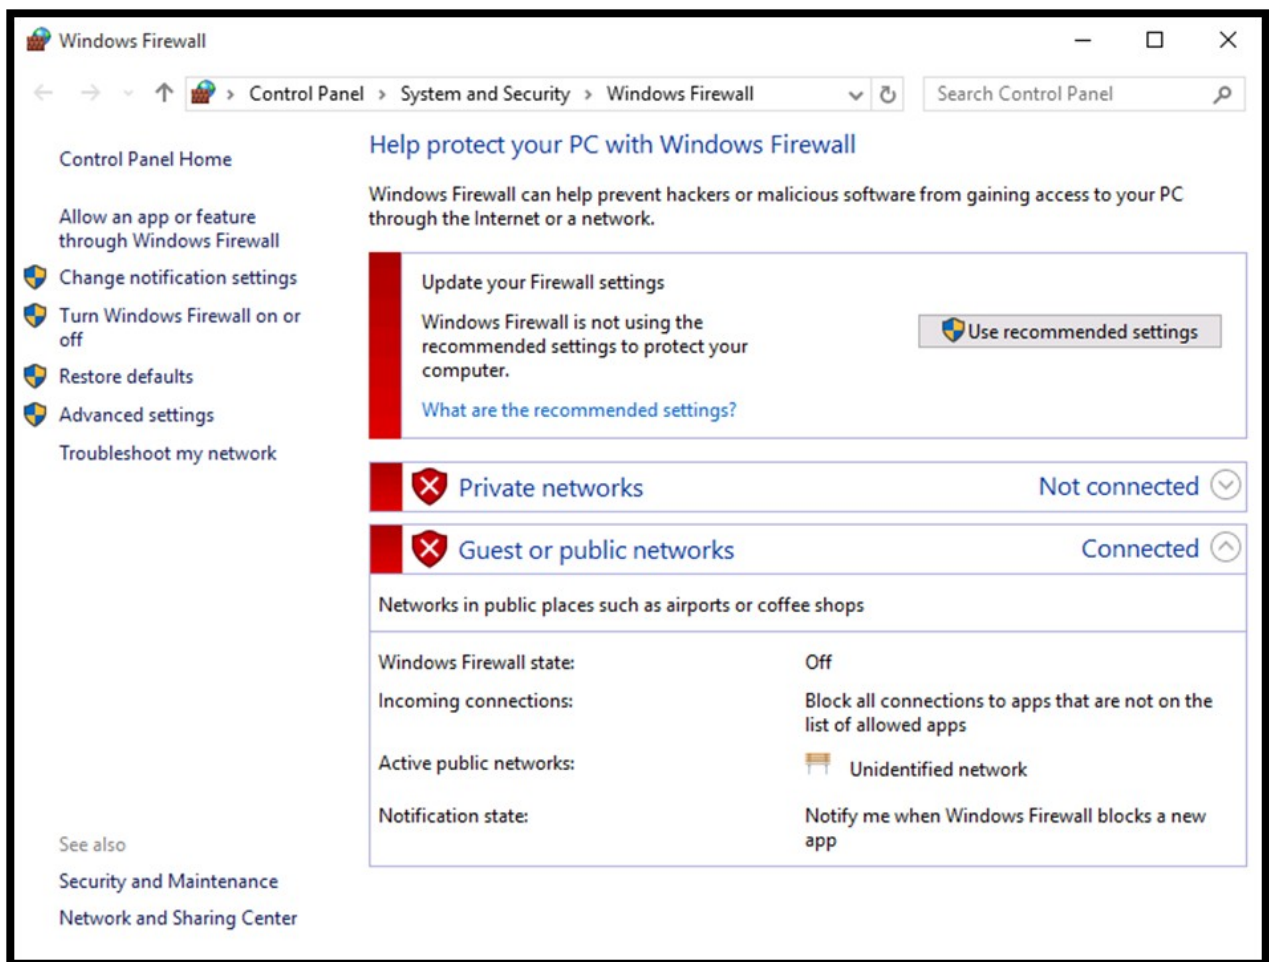 Windows Firewall
Control Panel > System and Security > Windows Firewall
Search Control Panel
Control Panel Home
Allow an app or feature
through Windows Firewall
Change notification settings
Turn Windows Firewall on or
off
Restore defaults
Advanced settings
Troubleshoot my network
See also
Security and Maintenance
Network and Sharing Center
Help protect your PC with Windows Firewall
Windows Firewall can help prevent hackers or malicious software from gaining access to your PC
through the Internet or a network.
Update your Firewall settings
Windows Firewall is not using the
recommended settings to protect your
computer.
What are the recommended settings?
Use recommended settings
Private networks Not connected
Guest or public networks Connected
Networks in public places such as airports or coffee shops
Windows Firewall state: Off
Incoming connections: Block all connections to apps that are not on the
list of allowed apps
Active public networks: Unidentified network
Notification state: Notify me when Windows Firewall blocks a new
app